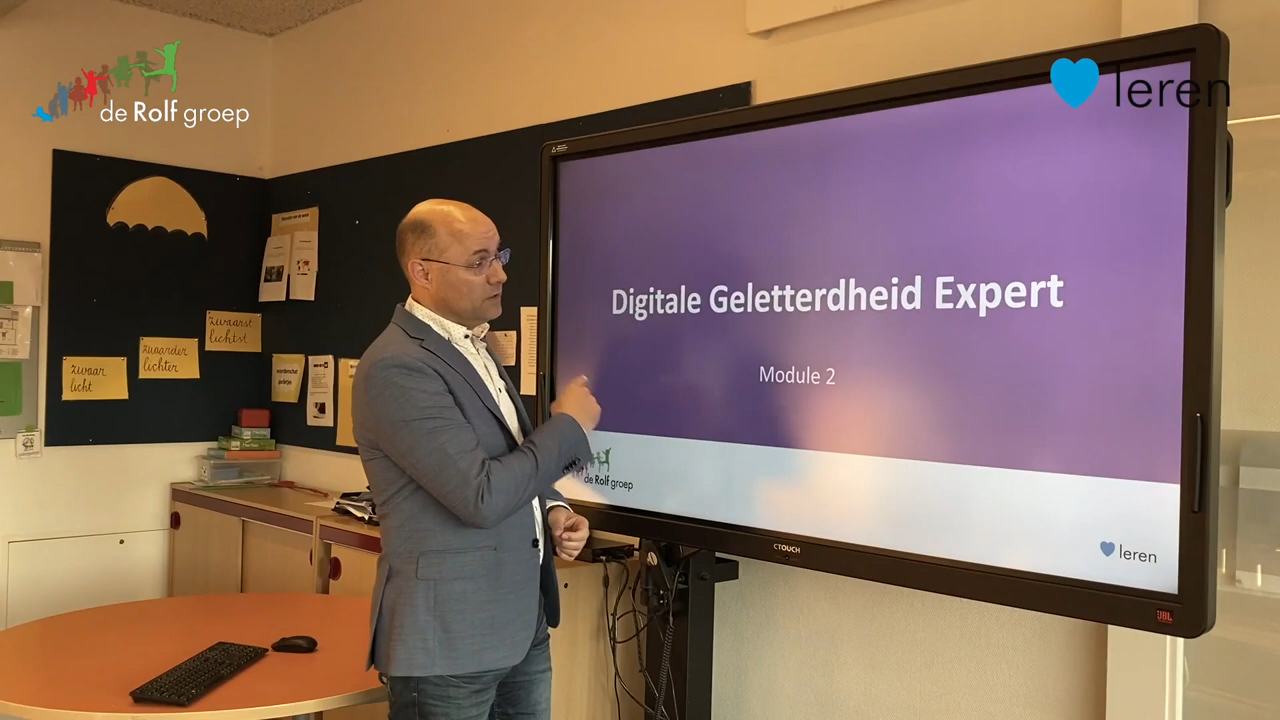 de Rolf groep
leren
Digitale Geletterdheid Expert
Module 2
zwaarst
lichtst
zwaarder
lichter
zwaar
licht
woordenschat
de Rolf groep
leren
CTOUCH
JBL